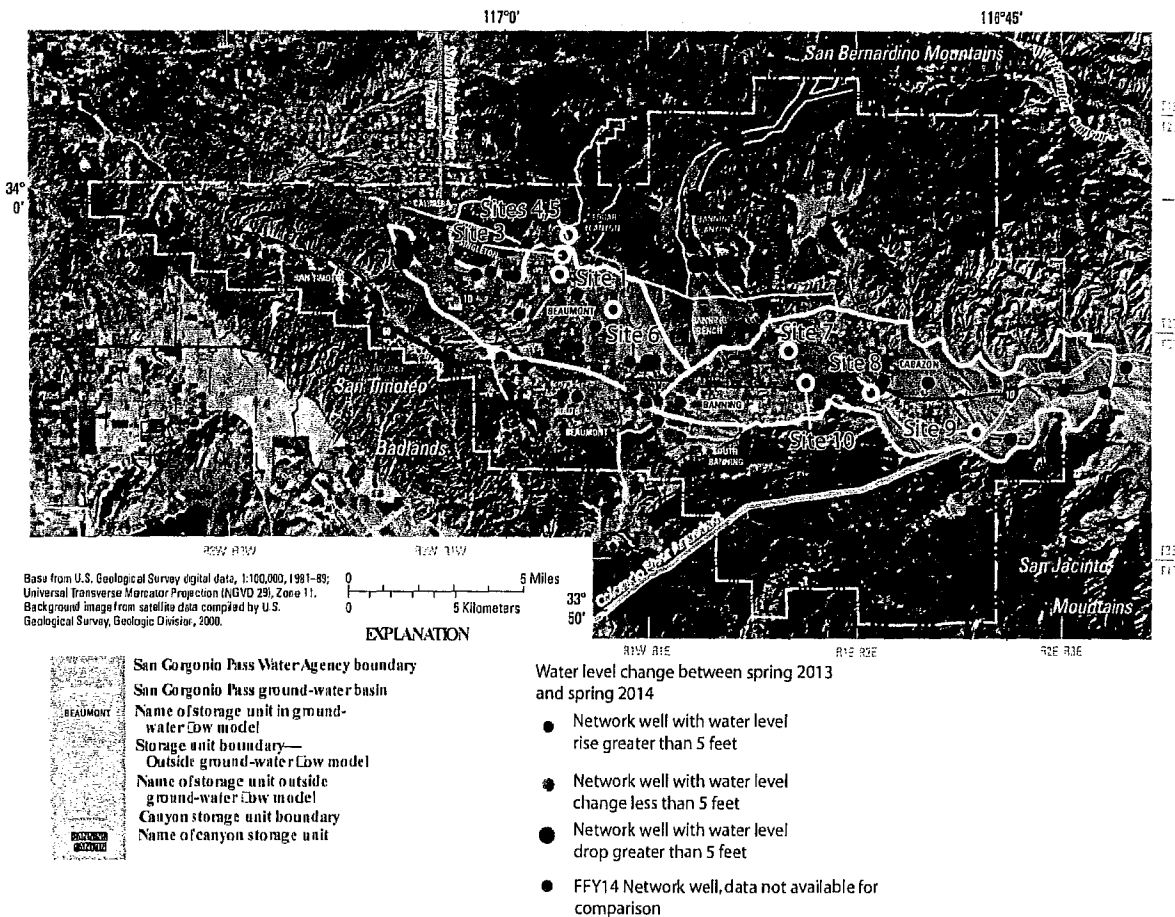 117°0'
116°45'
San Bernardino Mountains
34°
0'
Sites 4,5
Site 3
Site 1
BEAUMONT
Site 6
Site 7
Site 8
CABAZON
San Timoteo
Badlands
BEAUMONT
BANNING
Site 10
Site 9
Colorado River Aqueduct
San Jacinto
Mountains
33°
50'
Base from U.S. Geological Survey digital data, 1:100,000, 1981–89;
Universal Transverse Mercator Projection (NGVD 29), Zone 11.
Background image from satellite data compiled by U.S.
Geological Survey, Geologic Division, 2000.
0 5 Miles
0 5 Kilometers
EXPLANATION
San Gorgonio Pass Water Agency boundary
San Gorgonio Pass ground-water basin
BEAUMONT
Name of storage unit in ground-
water ow model
Storage unit boundary—
Outside ground-water ow model
Name of storage unit outside
ground-water ow model
Canyon storage unit boundary
Name of canyon storage unit
Water level change between spring 2013
and spring 2014
Network well with water level
rise greater than 5 feet
Network well with water level
change less than 5 feet
Network well with water level
drop greater than 5 feet
FFY14 Network well, data not available for
comparison